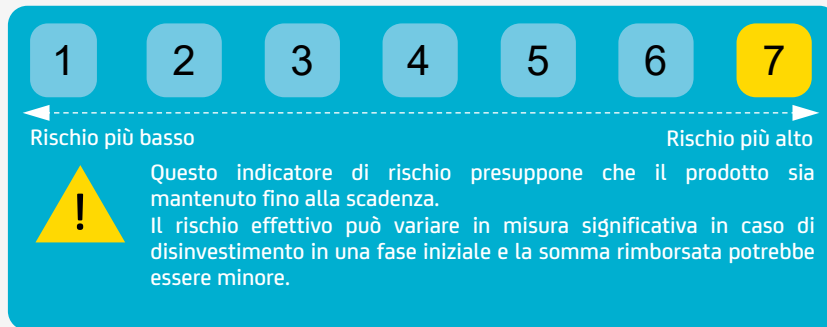 1 2 3 4 5 6 7
Rischio più basso Rischio più alto
!
Questo indicatore di rischio presuppone che il prodotto sia
mantenuto fino alla scadenza.
Il rischio effettivo può variare in misura significativa in caso di
disinvestimento in una fase iniziale e la somma rimborsata potrebbe
essere minore.